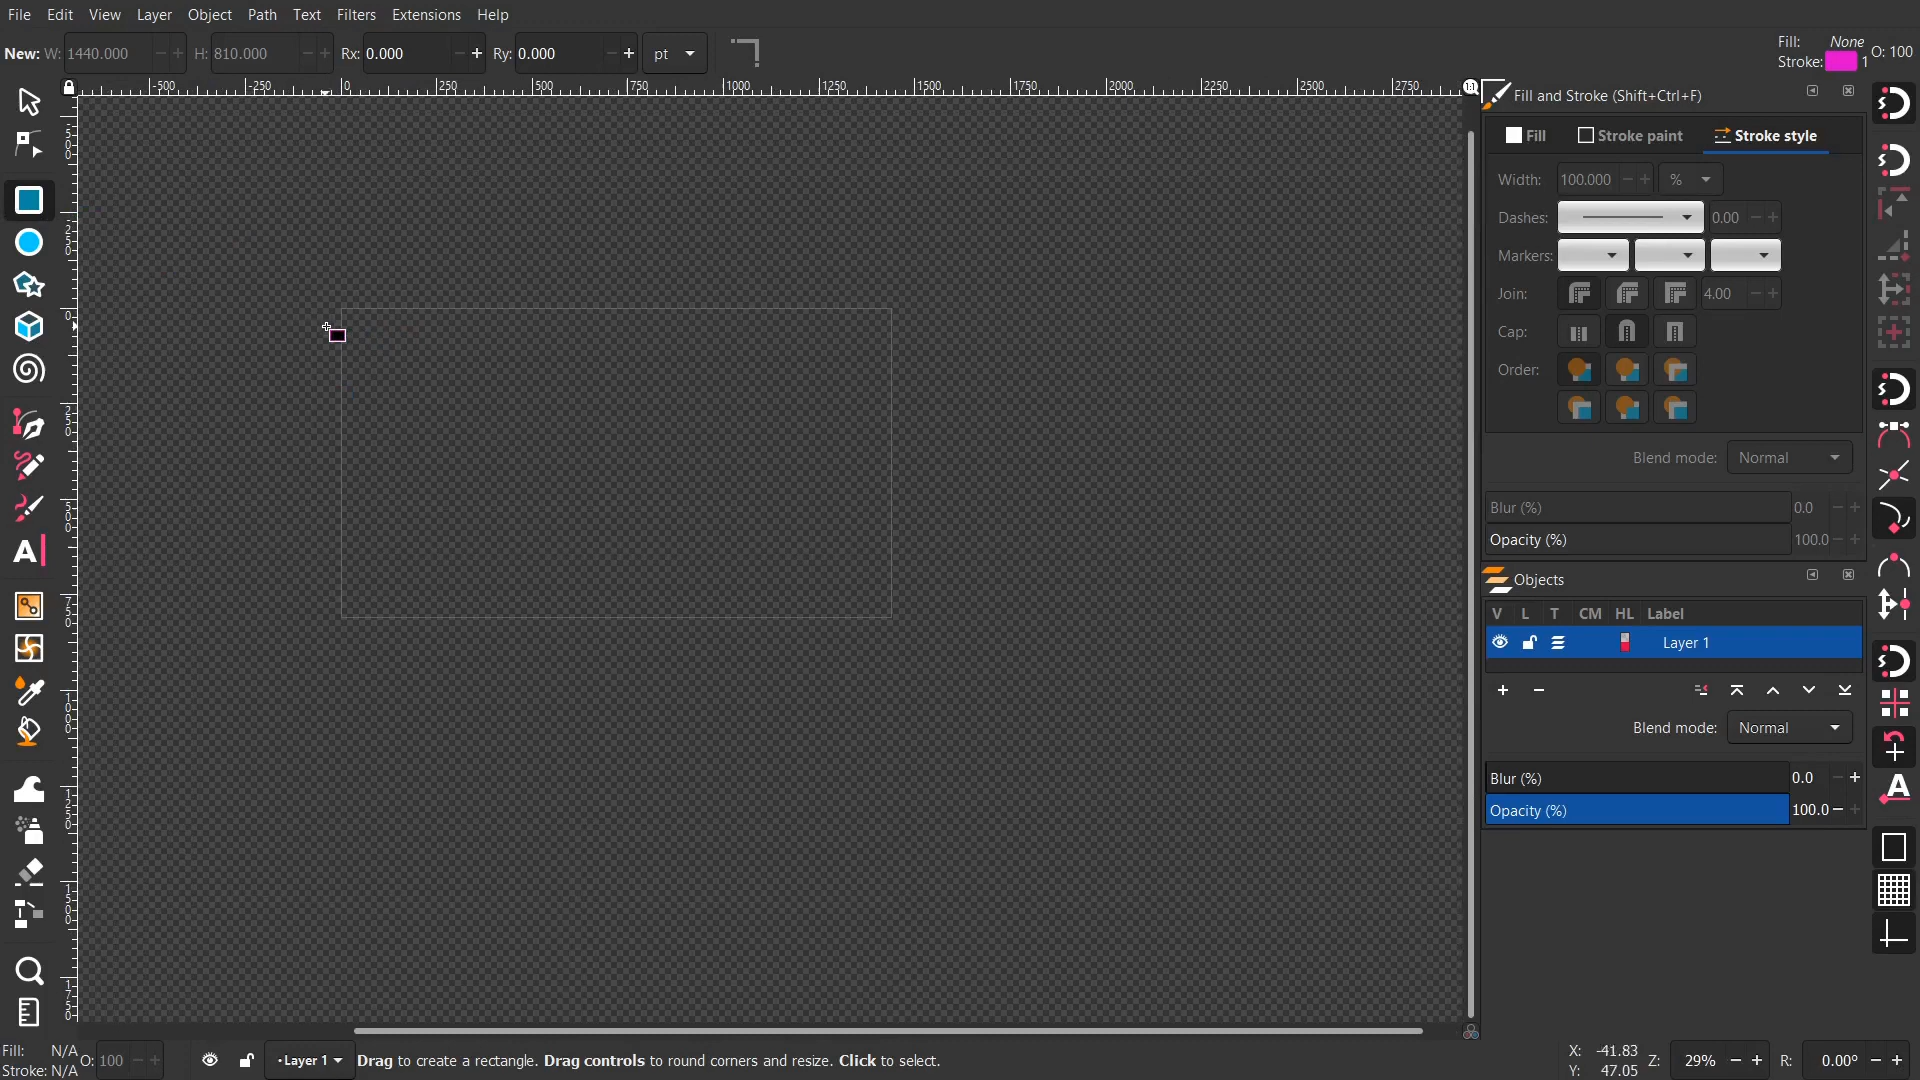 File Edit View Layer Object Path Text Filters Extensions Help
New: W: 1440.000 H: 810.000 Rx: 0.000 Ry: 0.000 pt
Fill: None
Stroke: 1 O: 100
-500 -250 0 250 500 750 1000 1250 1500 1750 2000 2250 2500 2750
Fill and Stroke (Shift+Ctrl+F)
Fill Stroke paint Stroke style
Width: 100.000 %
Dashes: 0.00
Markers:
Join: 4.00
Cap:
Order:
Blend mode: Normal
Blur (%) 0.0
Opacity (%) 100.0
Objects
V L T CM HL Label
Layer 1
Blend mode: Normal
Blur (%) 0.0
Opacity (%) 100.0
Fill: N/A
Stroke: N/A
O: 100
Layer 1 Drag to create a rectangle. Drag controls to round corners and resize. Click to select.
X: -41.83
Y: 47.05
Z: 29% R: 0.00°